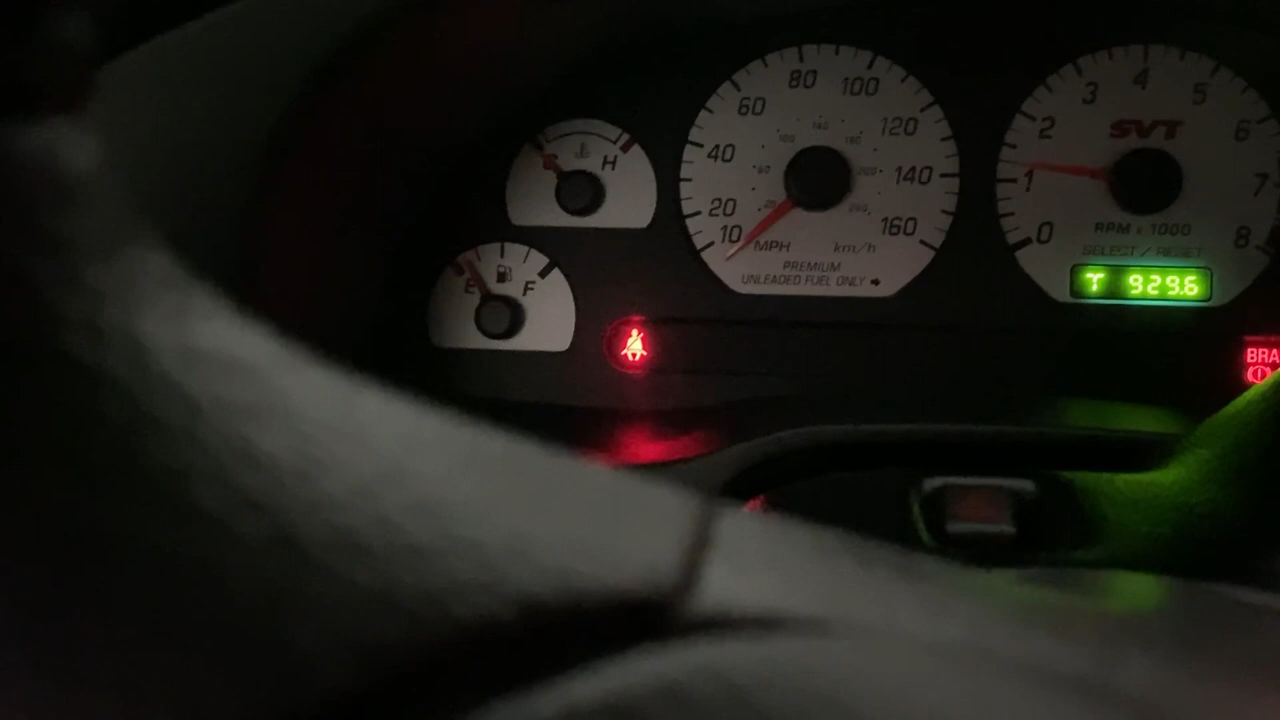 80
100
60
120
40
140
20
10
160
MPH
km/h
PREMIUM
UNLEADED FUEL ONLY
H
E
F
4
3
5
2
SVT
6
1
7
0
RPM x 1000
8
SELECT / RESET
T 929.6
BRA